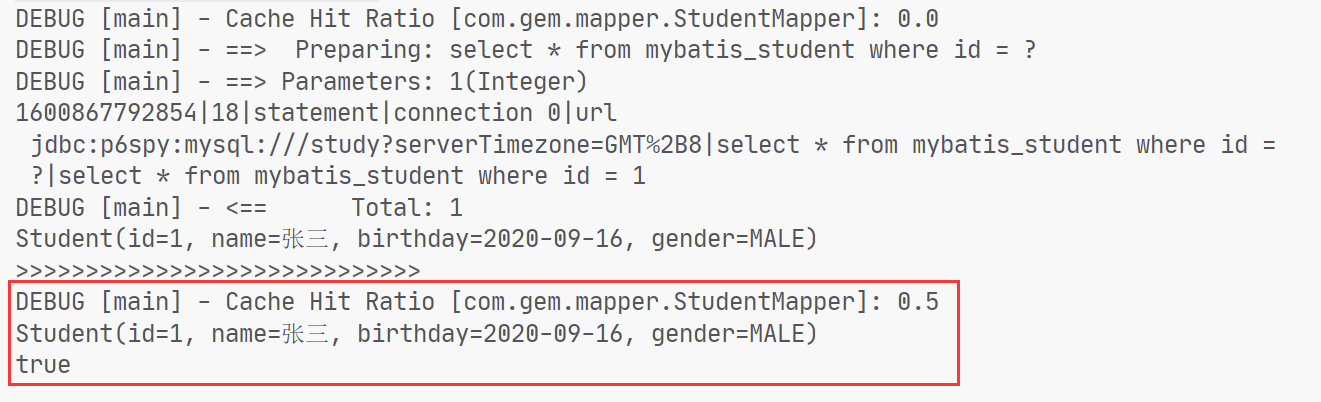 DEBUG [main] - Cache Hit Ratio [com.gem.mapper.StudentMapper]: 0.0
DEBUG [main] - ==>  Preparing: select * from mybatis_student where id = ?
DEBUG [main] - ==> Parameters: 1(Integer)
1600867792854|18|statement|connection 0|url
 jdbc:p6spy:mysql:///study?serverTimezone=GMT%2B8|select * from mybatis_student where id =
 ?|select * from mybatis_student where id = 1
DEBUG [main] - <==      Total: 1
Student(id=1, name=张三, birthday=2020-09-16, gender=MALE)
>>>>>>>>>>>>>>>>>>>>>>>>>>>>>
DEBUG [main] - Cache Hit Ratio [com.gem.mapper.StudentMapper]: 0.5
Student(id=1, name=张三, birthday=2020-09-16, gender=MALE)
true